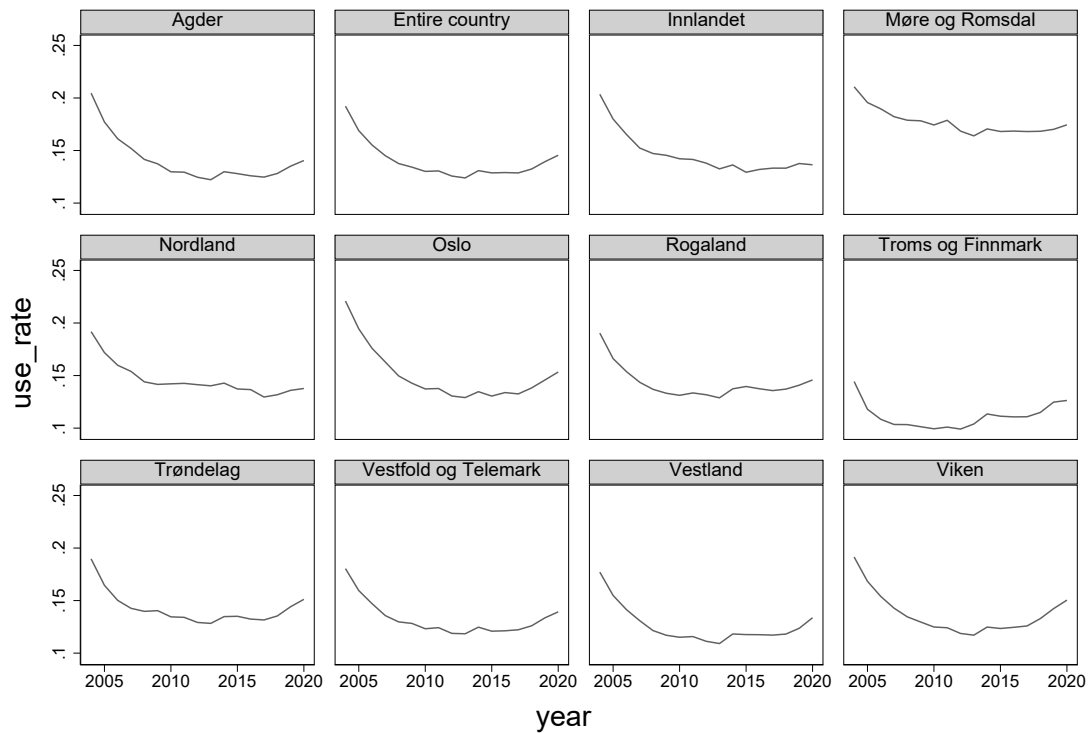 Agder
Entire country
Innlandet
Møre og Romsdal
.25
.2
.15
.1
Nordland
Oslo
Rogaland
Troms og Finnmark
.25
.2
.15
.1
use_rate
Trøndelag
Vestfold og Telemark
Vestland
Viken
.25
.2
.15
.1
2005 2010 2015 2020
2005 2010 2015 2020
2005 2010 2015 2020
2005 2010 2015 2020
year